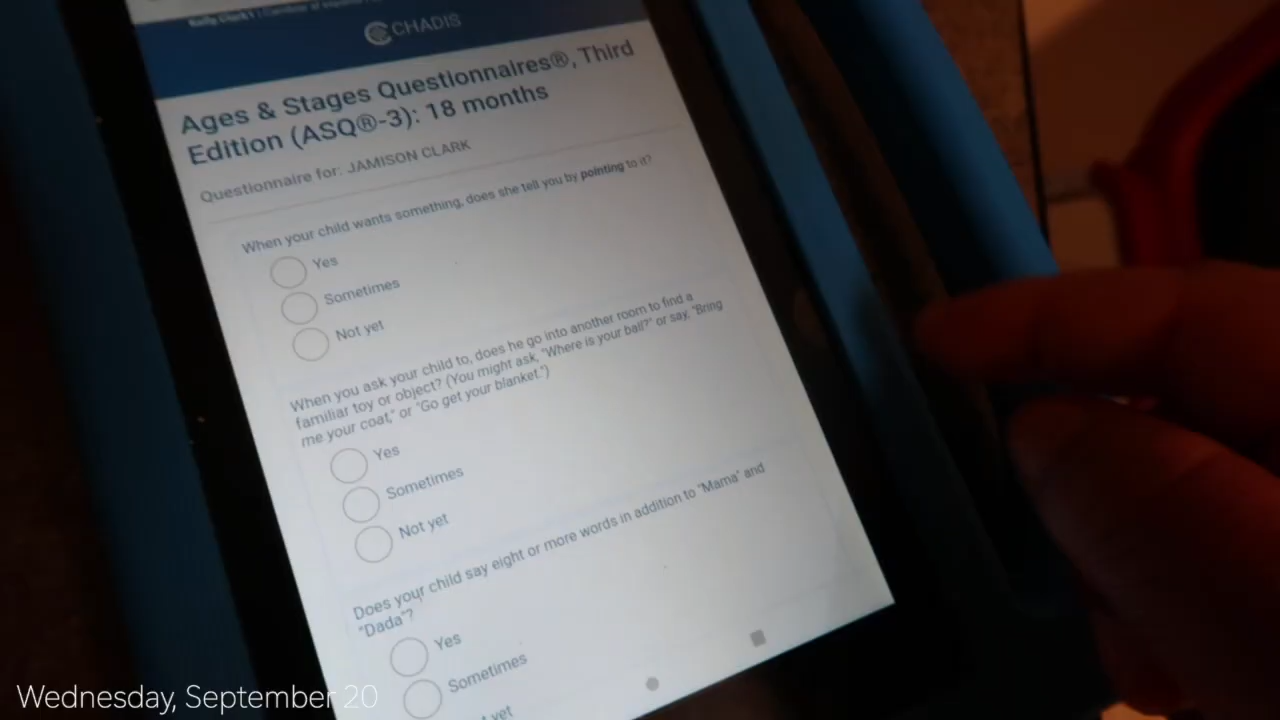 CHADIS
Ages & Stages Questionnaires®, Third
Edition (ASQ®-3): 18 months
Questionnaire for: JAMISON CLARK
When your child wants something, does she tell you by pointing to it?
Yes
Sometimes
Not yet
When you ask your child to, does he go into another room to find a
familiar toy or object? (You might ask, "Where is your ball?" or say, "Bring
me your coat," or "Go get your blanket.")
Yes
Sometimes
Not yet
Does your child say eight or more words in addition to "Mama" and
"Dada"?
Yes
Sometimes
yet
Wednesday, September 20